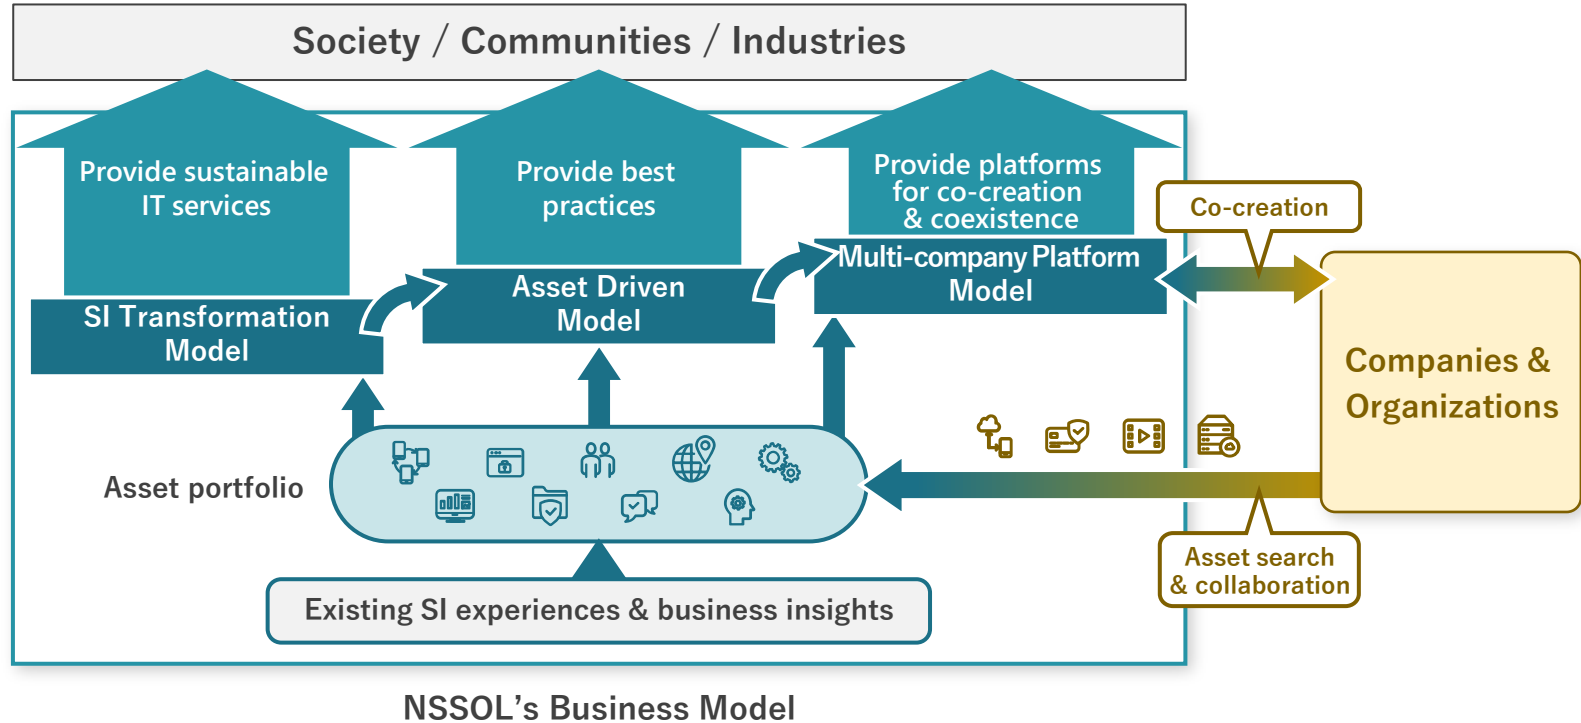 Society / Communities / Industries
Provide sustainable
IT services
Provide best
practices
Provide platforms
for co-creation
& coexistence
Co-creation
SI Transformation
Model
Asset Driven
Model
Multi-company Platform
Model
Companies &
Organizations
Asset portfolio
Asset search
& collaboration
Existing SI experiences & business insights
NSSOL’s Business Model